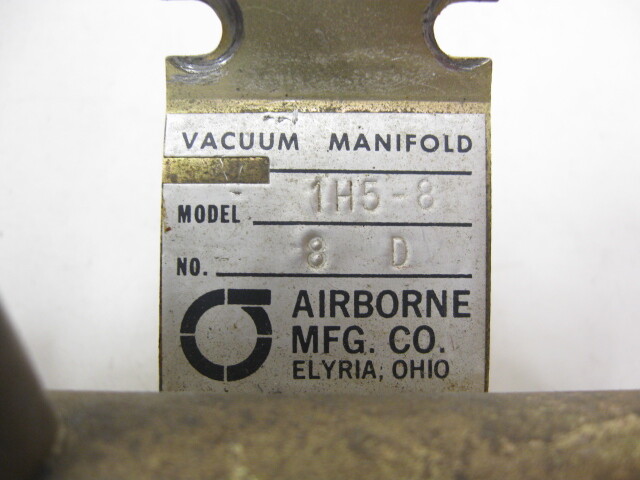 VACUUM MANIFOLD
MODEL 1H5-8
NO. 8 D
AIRBORNE
MFG. CO.
ELYRIA, OHIO